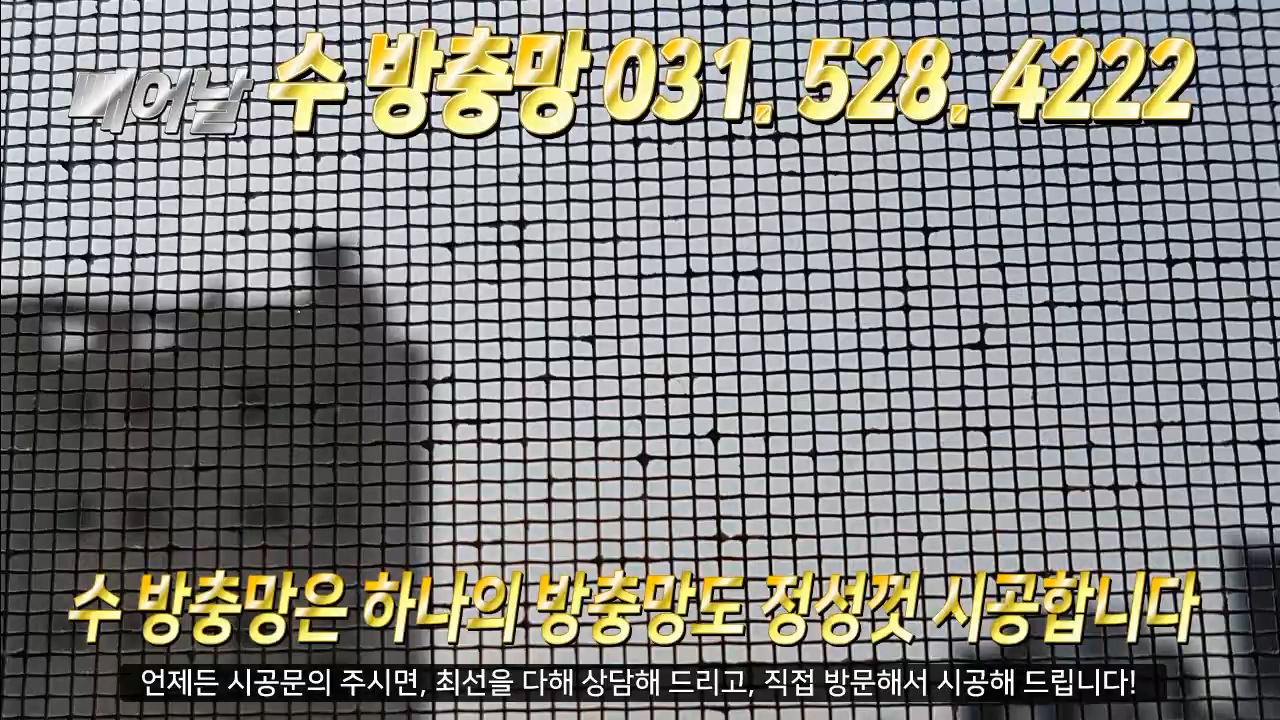 빼어날 수 방충망 031. 528. 4222
수 방충망은 하나의 방충망도 정성껏 시공합니다
언제든 시공문의 주시면, 최선을 다해 상담해 드리고, 직접 방문해서 시공해 드립니다!